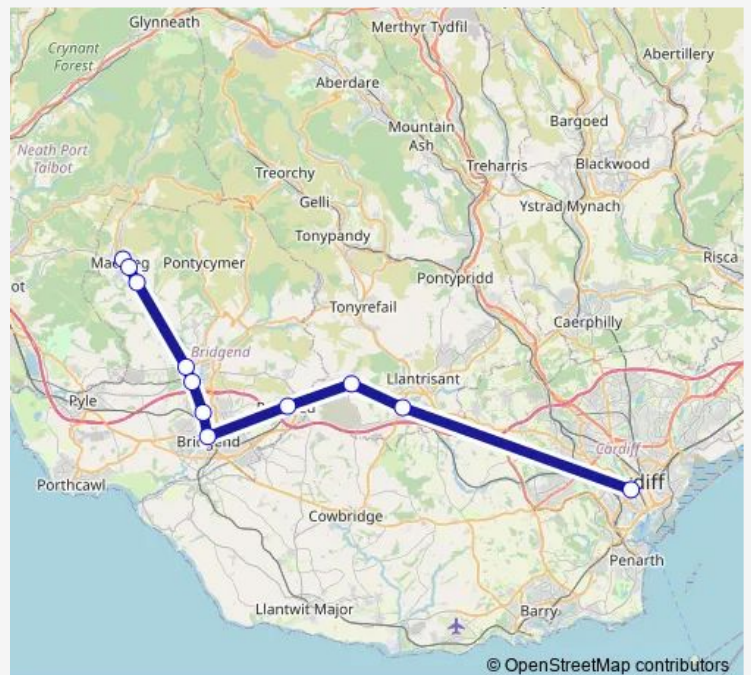 Glynneath
Merthyr Tydfil
Crynant
Forest
Abertillery
Aberdare
Mountain
Ash
Bargoed
Neath Port
Talbot
Treharris
Blackwood
Treorchy
Gelli
Ystrad Mynach
Tonypandy
Pontycymer
Risca
Pontypridd
Tonyrefail
Caerphilly
Bridgend
Llantrisant
Pyle
Cardiff
Porthcawl
Cowbridge
Penarth
Llantwit Major
Barry
© OpenStreetMap contributors